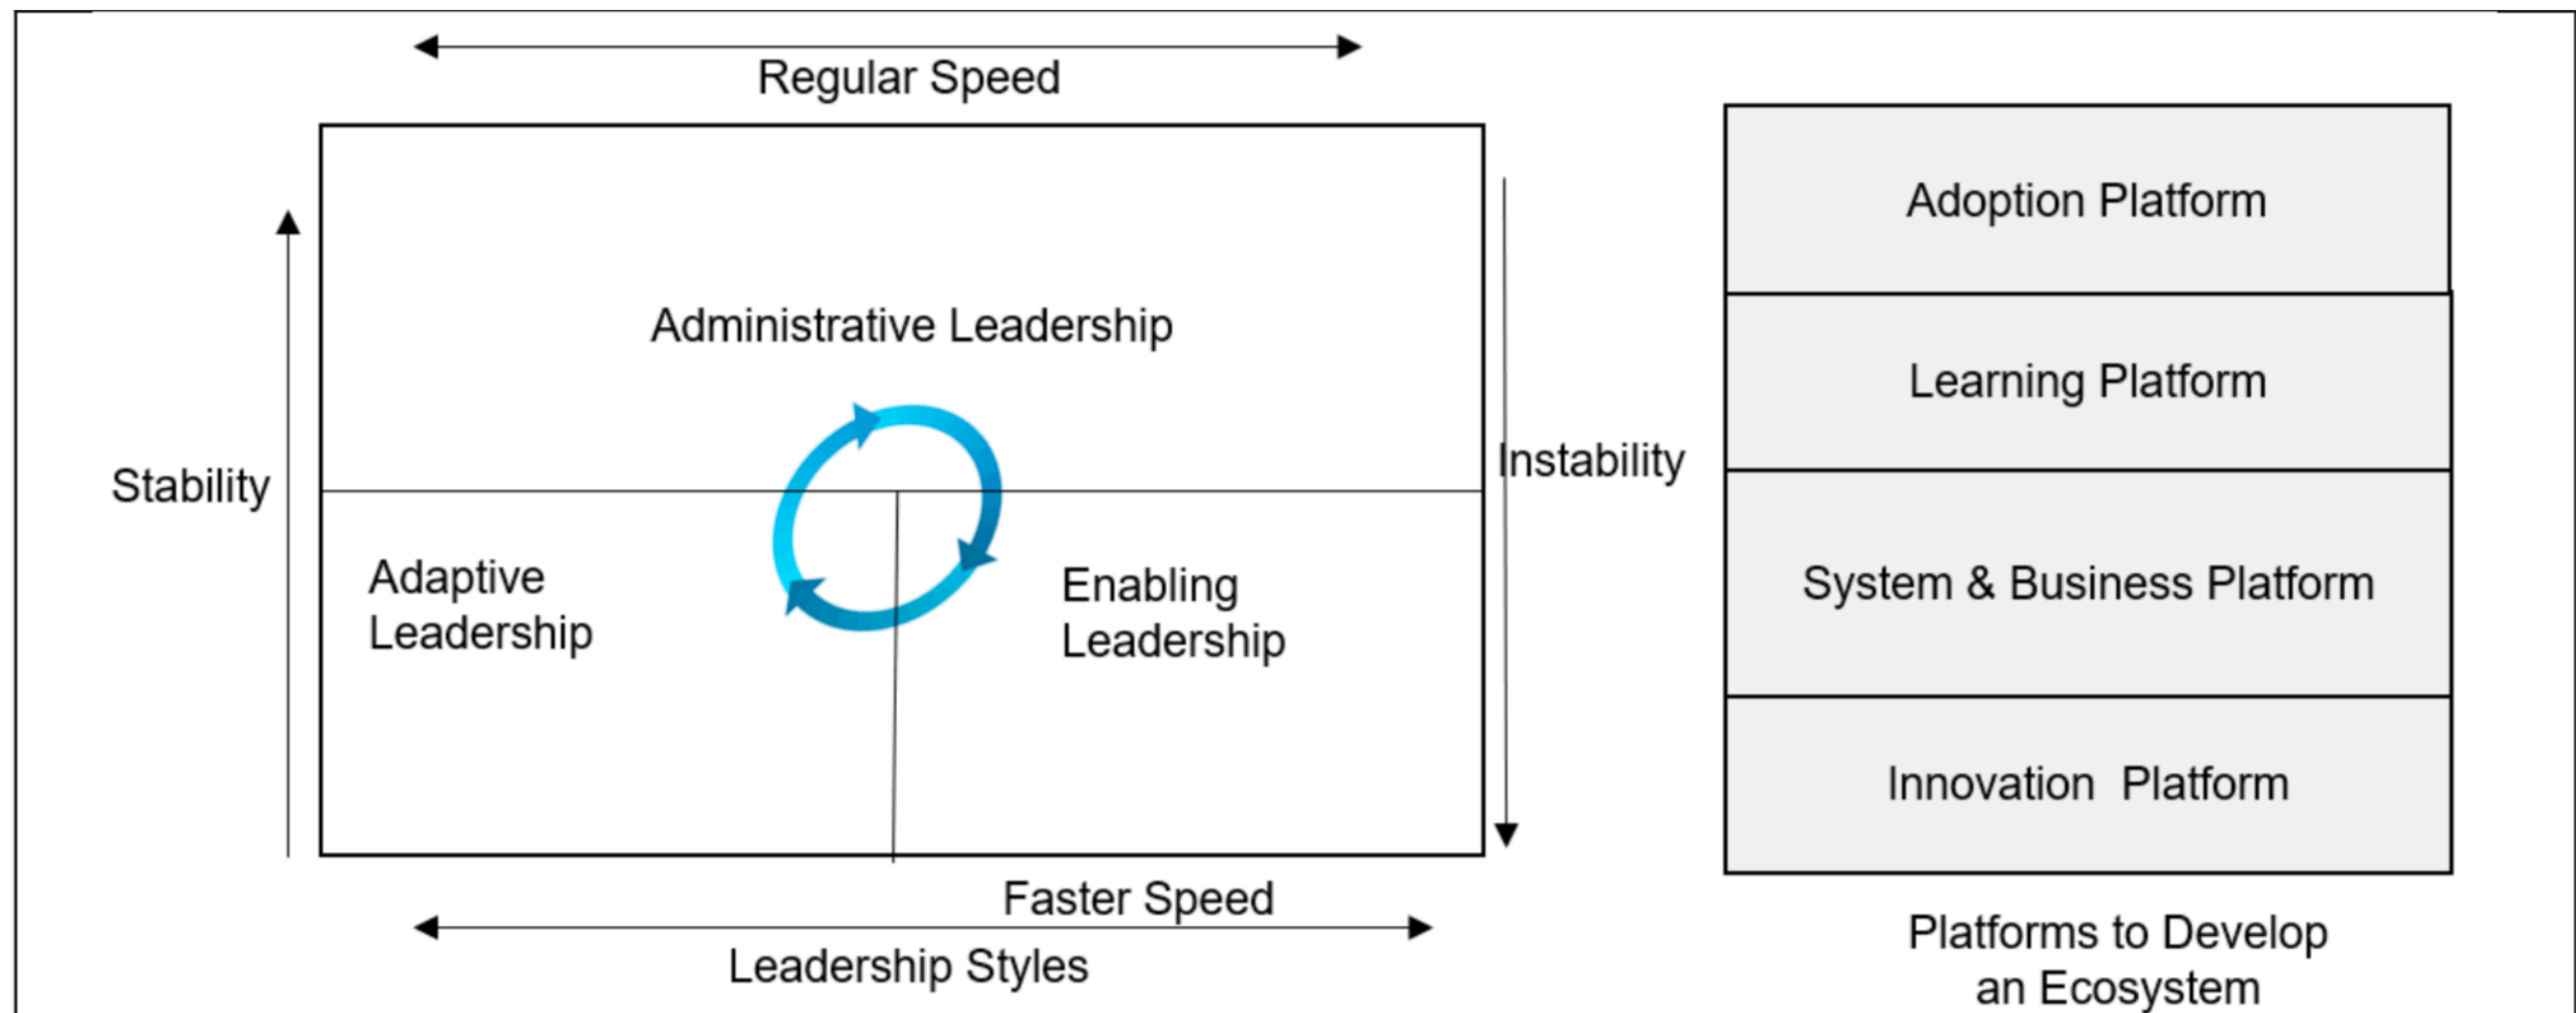 Regular Speed
Administrative Leadership
Stability
Instability
Adaptive
Leadership
Enabling
Leadership
Faster Speed
Leadership Styles
Adoption Platform
Learning Platform
System & Business Platform
Innovation Platform
Platforms to Develop
an Ecosystem